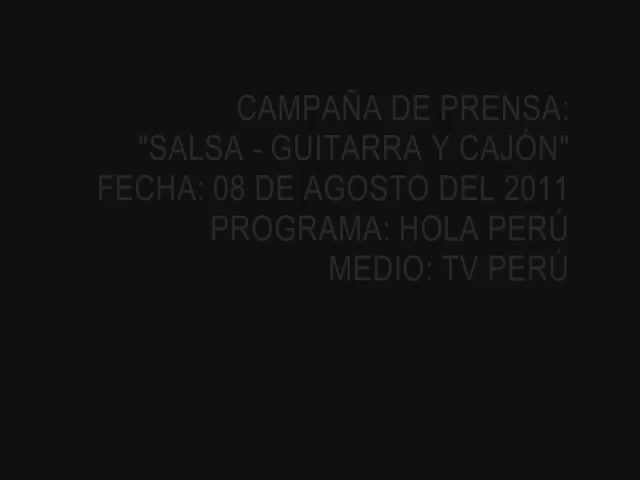 CAMPAÑA DE PRENSA:
"SALSA - GUITARRA Y CAJÓN"
FECHA: 08 DE AGOSTO DEL 2011
PROGRAMA: HOLA PERÚ
MEDIO: TV PERÚ